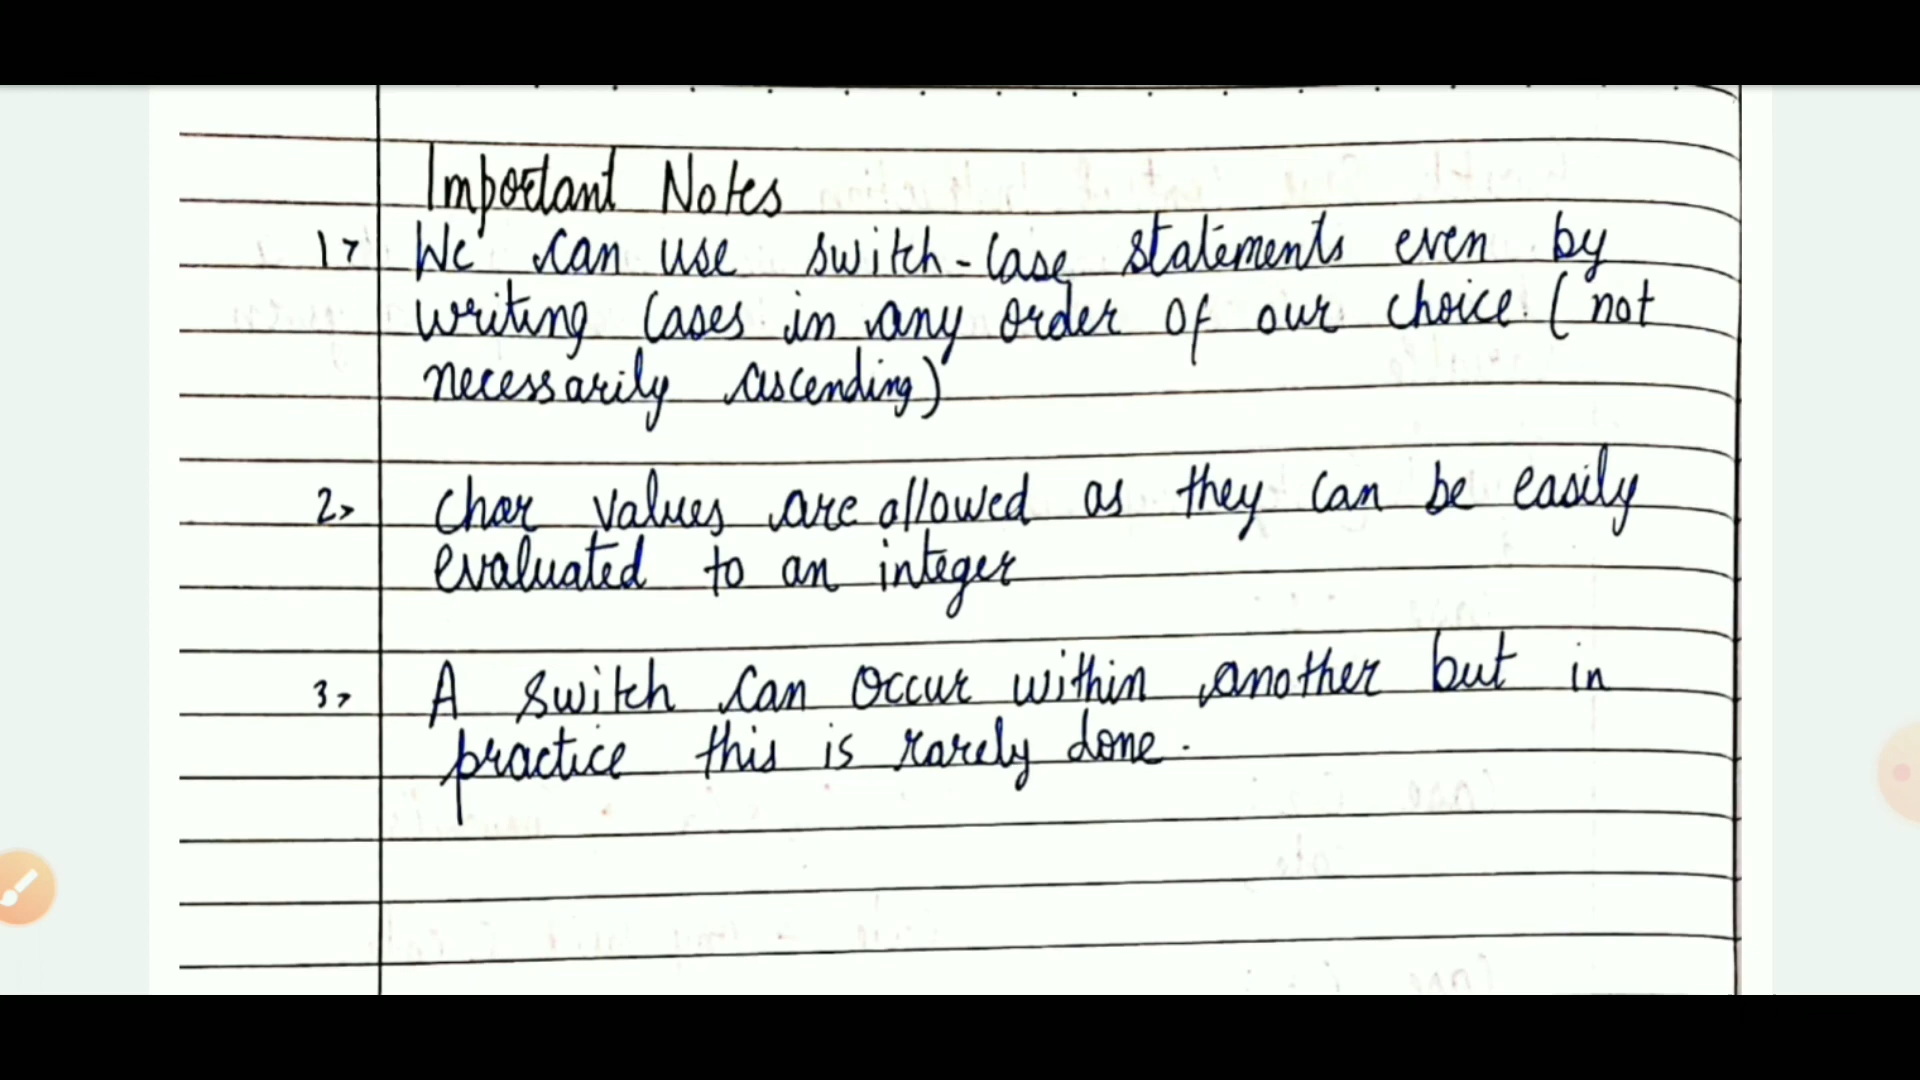 Important Notes
1> We can use switch-case statements even by
writing cases in any order of our choice (not
necessarily ascending)
2> char values are allowed as they can be easily
evaluated to an integer
3> A switch can occur within another but in
practice this is rarely done.